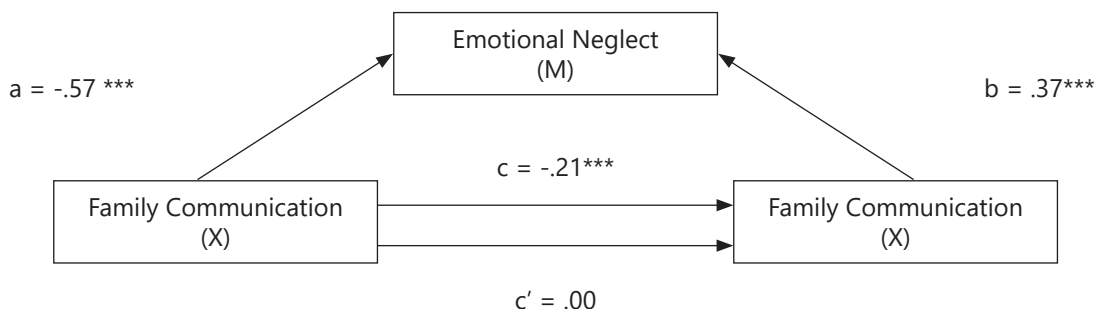 Emotional Neglect
(M)
a = -.57 ***
b = .37***
c = -.21***
Family Communication
(X)
Family Communication
(X)
c′ = .00